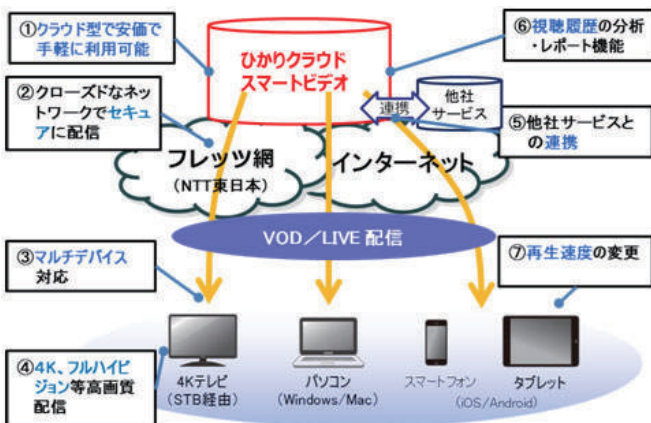 ①クラウド型で安価で
手軽に利用可能
ひかりクラウド
スマートビデオ
⑥視聴履歴の分析
・レポート機能
②クローズドなネッ
トワークでセキュ
アに配信
連携
他社
サービス
⑤他社サービスと
の連携
フレッツ網
(NTT東日本)
インターネット
VOD/LIVE 配信
③マルチデバイス
対応
⑦再生速度の変更
④4K、フルハイビ
ジョン等高画質
配信
4Kテレビ
(STB経由)
パソコン
(Windows/Mac)
スマートフォン
タブレット
(iOS/Android)